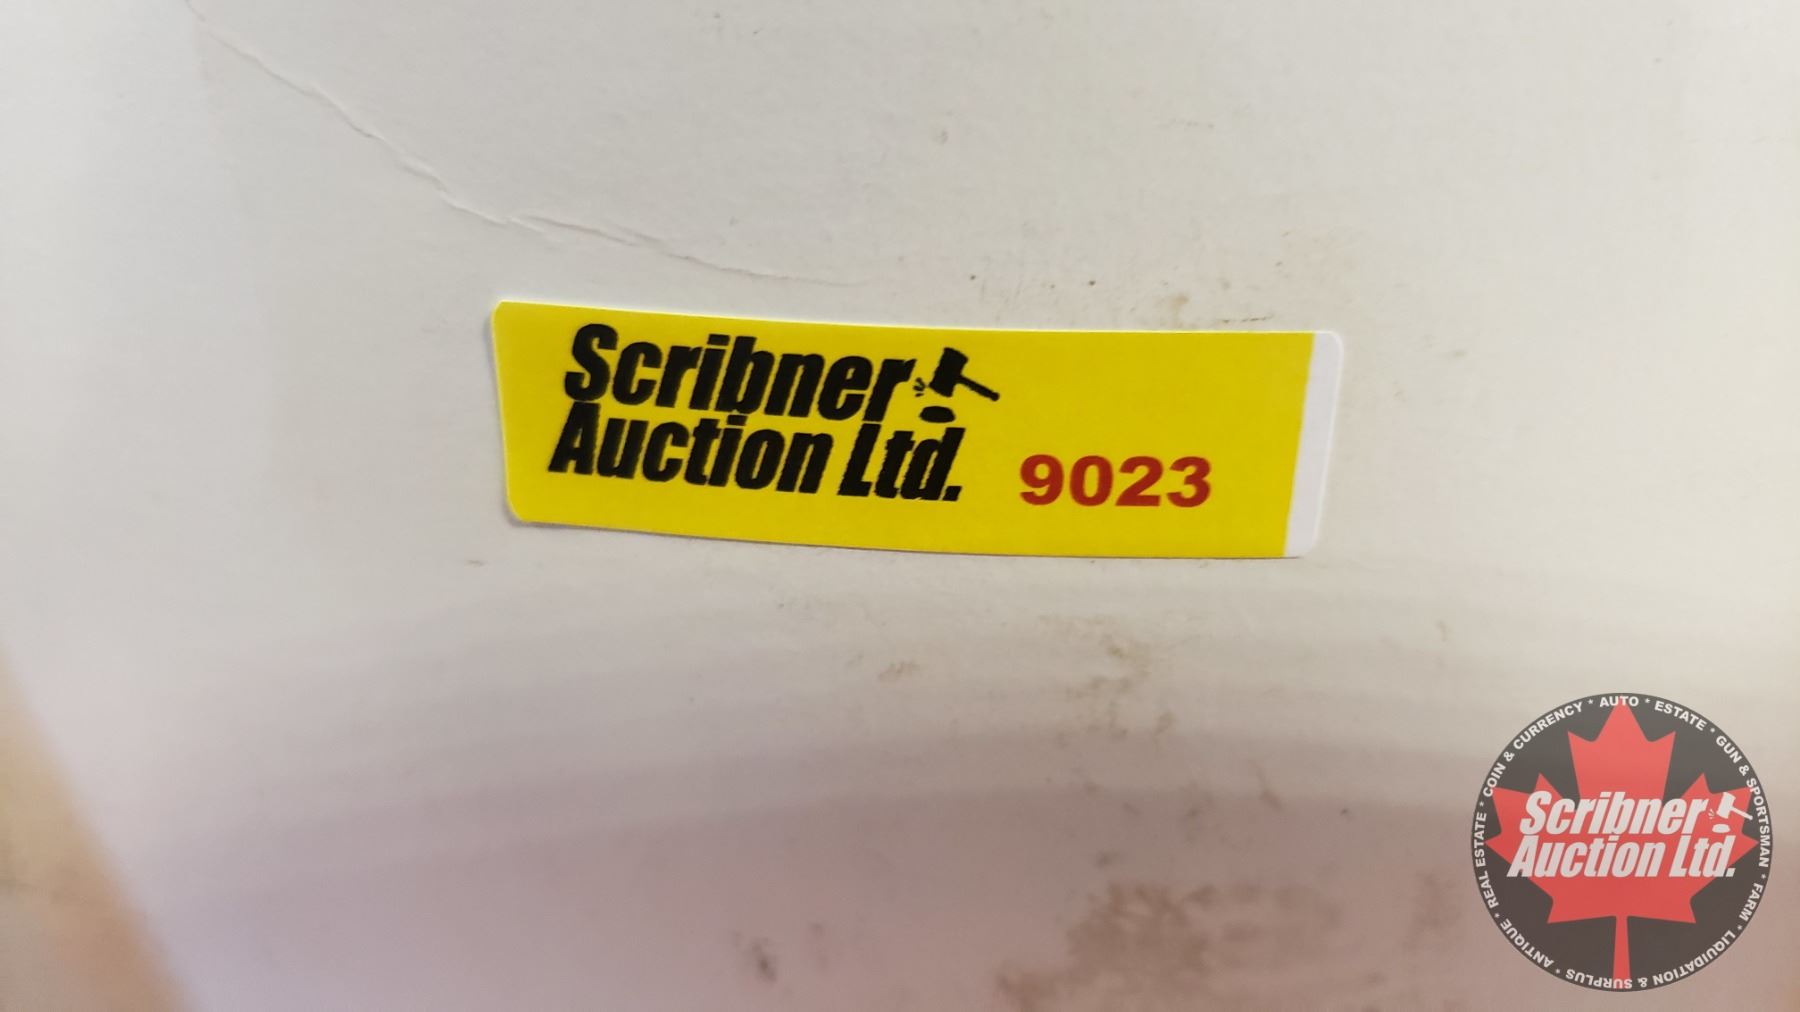 Scribner
Auction Ltd.
9023
COIN & CURRENCY * AUTO * ESTATE * GUN & SPORTSMAN * FARM * LIQUIDATION & SURPLUS * ANTIQUE * REAL ESTATE *
Scribner
Auction Ltd.